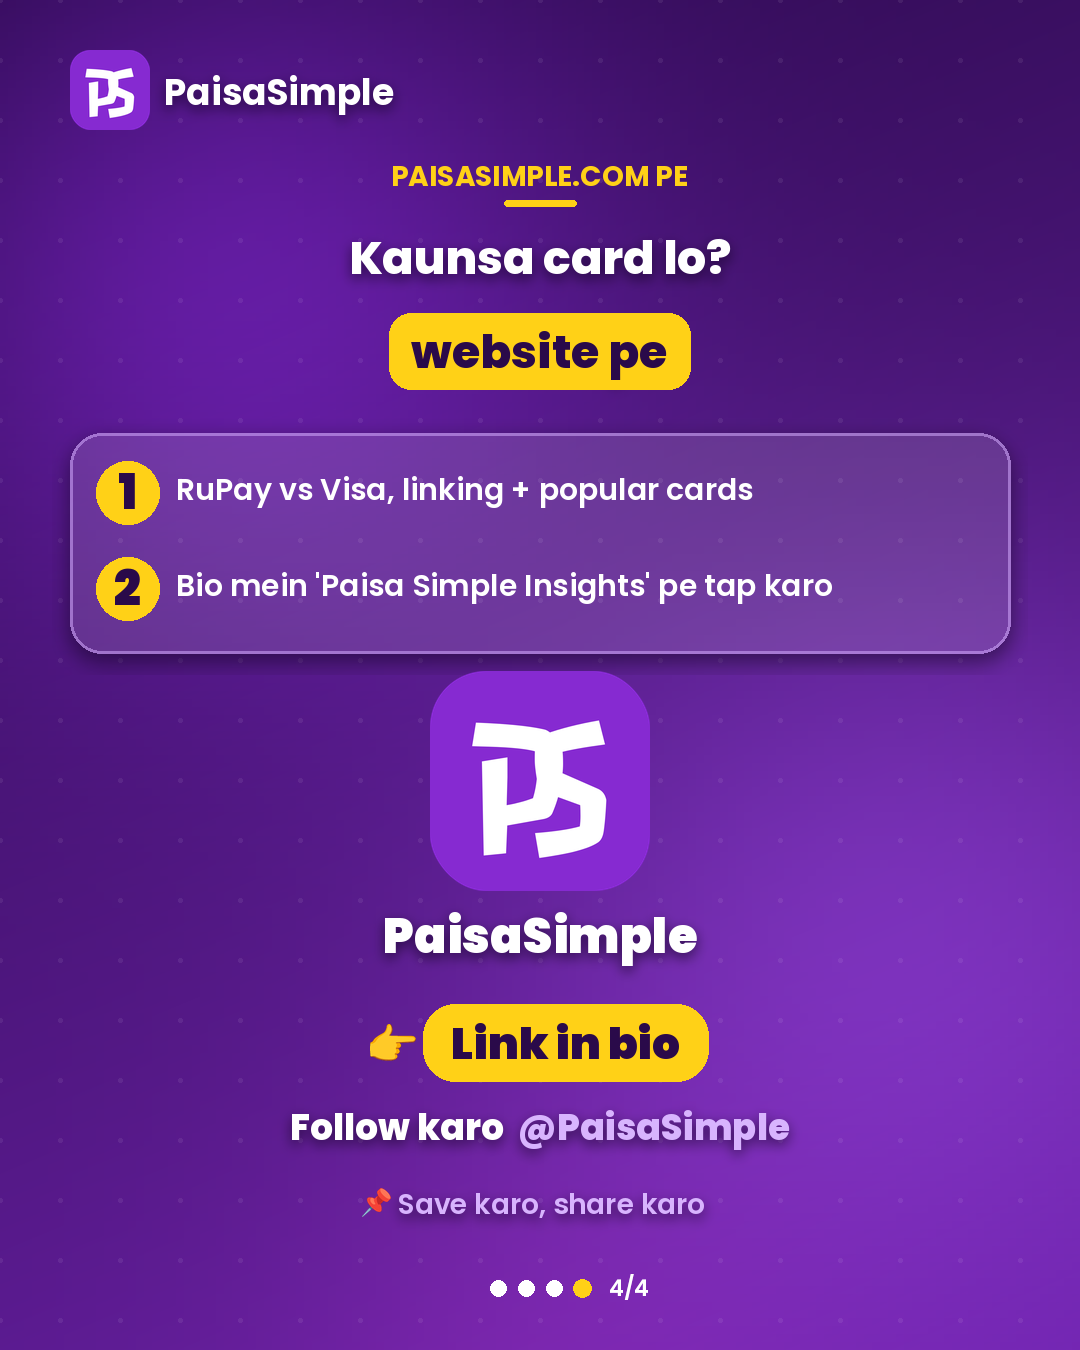 PS PaisaSimple
PAISASIMPLE.COM PE
Kaunsa card lo?
website pe
1 RuPay vs Visa, linking + popular cards
2 Bio mein 'Paisa Simple Insights' pe tap karo
PS
PaisaSimple
👉 Link in bio
Follow karo @PaisaSimple
📌 Save karo, share karo
4/4